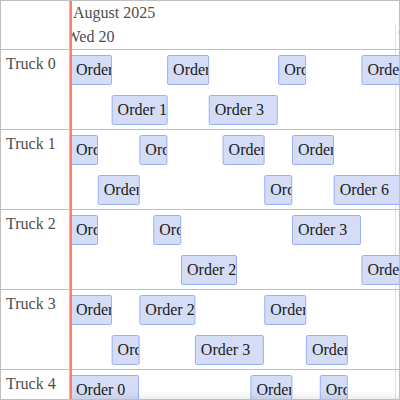 August 2025
Wed 20
Truck 0
Order
Order
Orc
Orde
Order 1
Order 3
Truck 1
Orc
Orc
Order
Order
Order
Orc
Order 6
Truck 2
Orc
Orc
Order 3
Order 2
Orde
Truck 3
Order
Order 2
Order
Orc
Order 3
Order
Truck 4
Order 0
Order
Orc